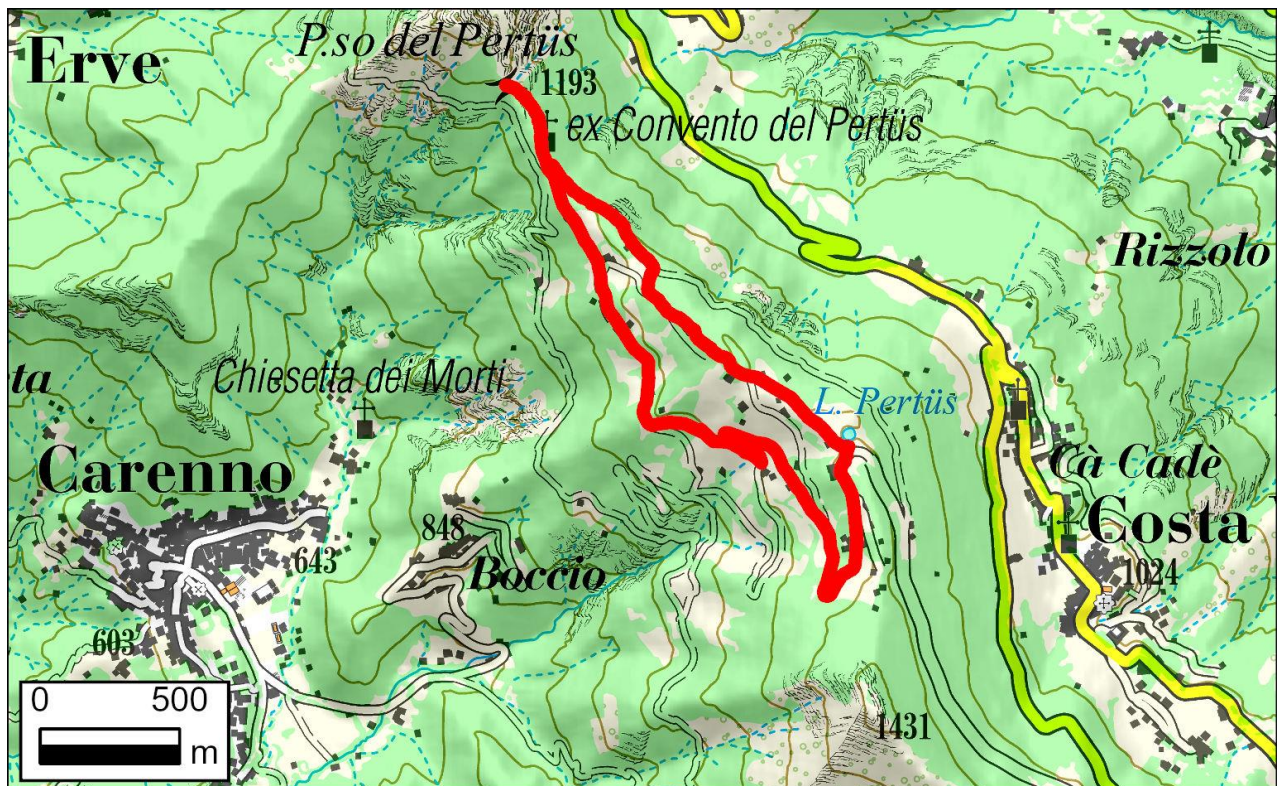 Erve
P.so del Pertüs
1193
ex Convento del Pertüs
Rizzolo
ta
Chiesetta dei Morti
L. Pertüs
Carenno
Cà Cadè
Costa
848
643
Boccio
1024
603
0 500
m
1431